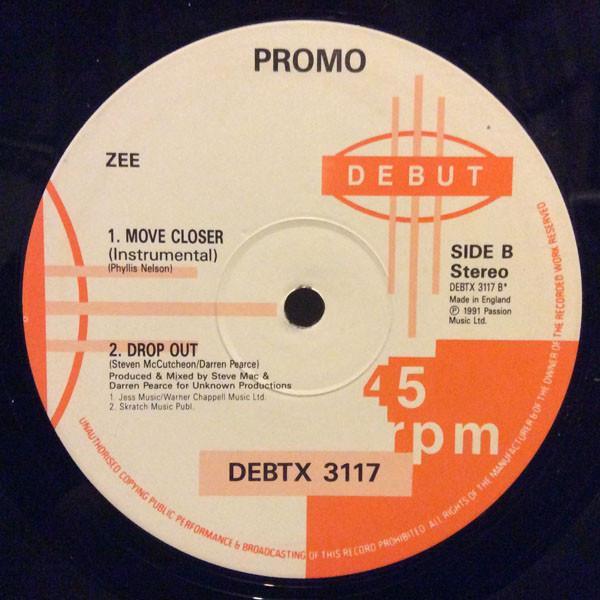 PROMO
ZEE
DEBUT
1. MOVE CLOSER
(Instrumental)
(Phyllis Nelson)
SIDE B
Stereo
DEBTX 3117 B*
Made in England
Ⓟ 1991 Passion
Music Ltd.
2. DROP OUT
(Steven McCutcheon/Darren Pearce)
Produced & Mixed by Steve Mac &
Darren Pearce for Unknown Productions
1. Jess Music/Warner Chappell Music Ltd.
2. Skratch Music Publ.
45
rpm
DEBTX 3117
UNAUTHORISED COPYING PUBLIC PERFORMANCE & BROADCASTING OF THIS RECORD PROHIBITED ALL RIGHTS OF THE MANUFACTURER & OF THE OWNER OF THE RECORDED WORK RESERVED